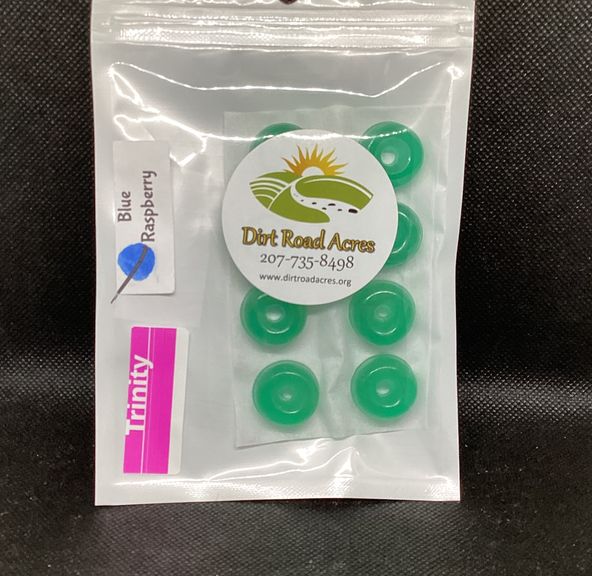 Blue
Raspberry
Trinity
Dirt Road Acres
207-735-8498
www.dirtroadacres.org